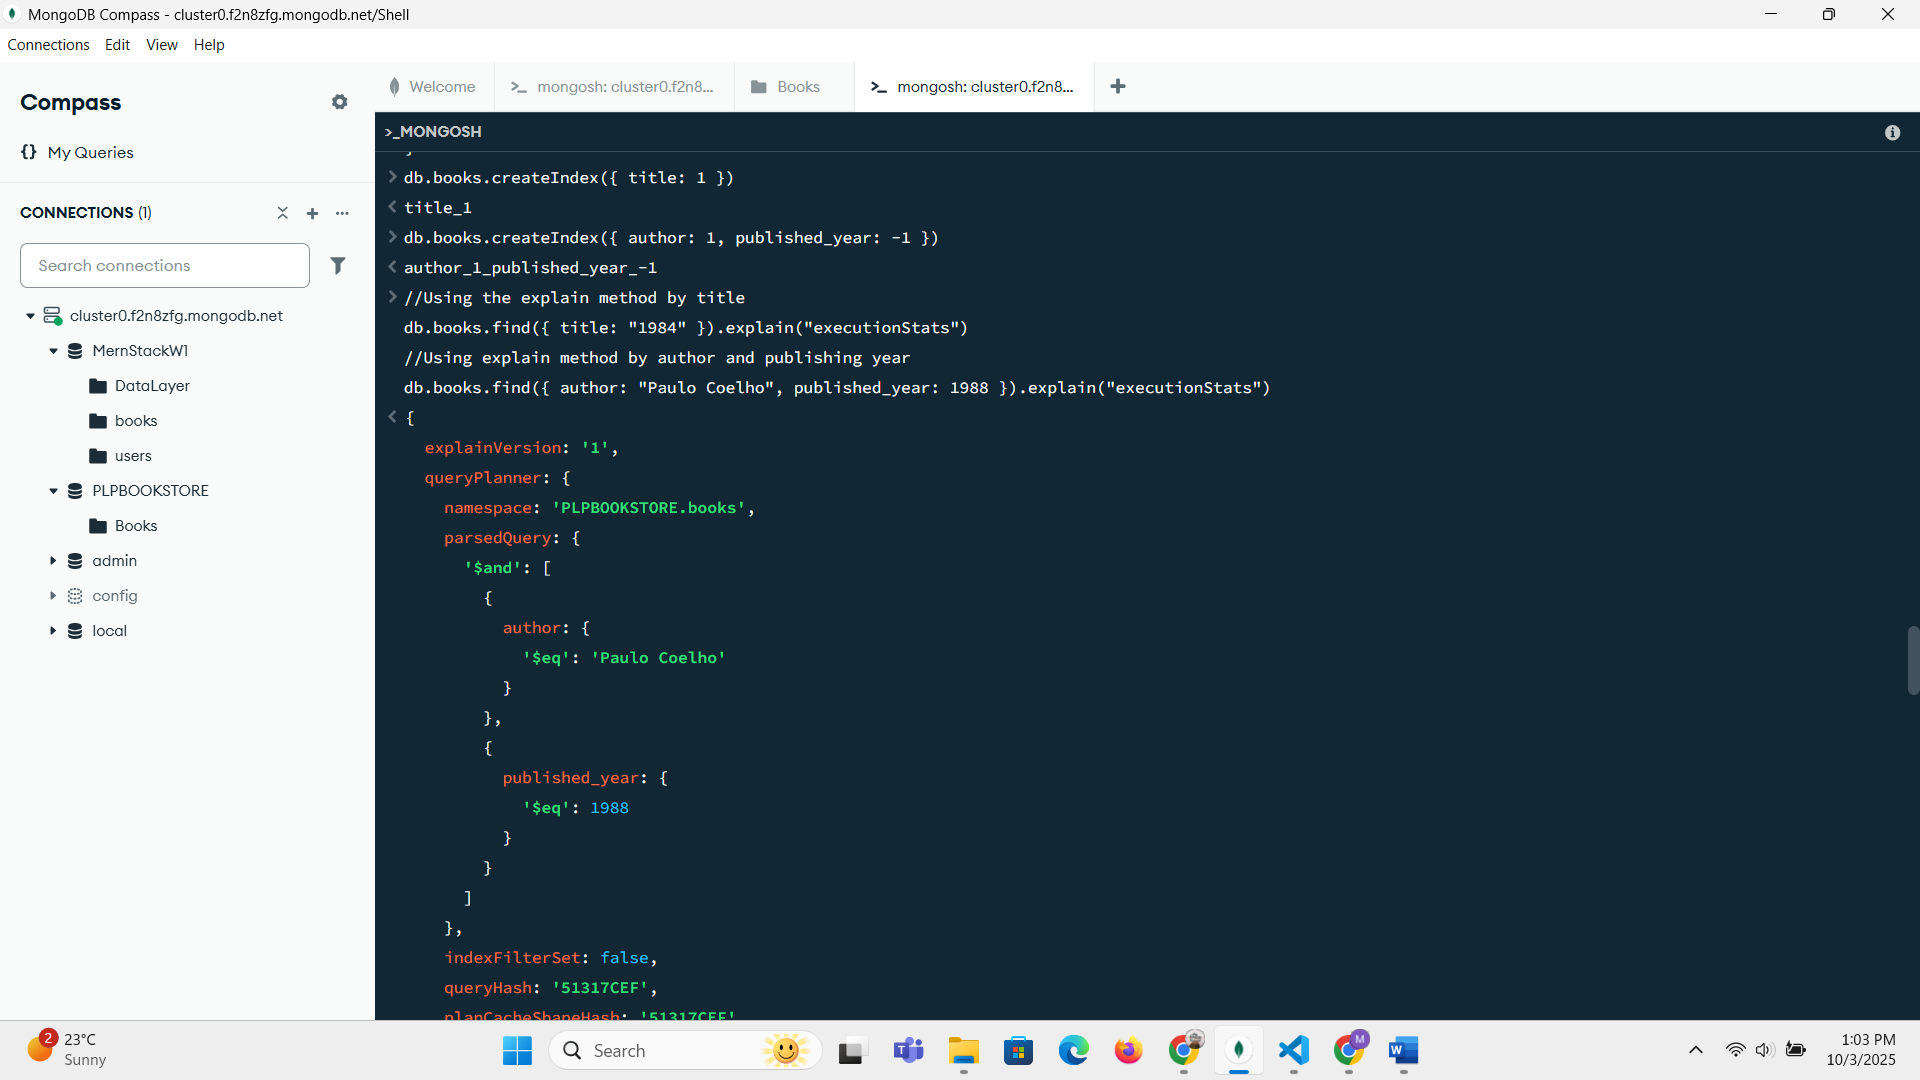 MongoDB Compass - cluster0.f2n8zfg.mongodb.net/Shell
Connections Edit View Help
Compass
My Queries
CONNECTIONS (1)
Search connections
cluster0.f2n8zfg.mongodb.net
MernStackW1
DataLayer
books
users
PLPBOOKSTORE
Books
admin
config
local
Welcome
mongosh: cluster0.f2n8...
Books
mongosh: cluster0.f2n8...
>_MONGOSH
> db.books.createIndex({ title: 1 })
< title_1
> db.books.createIndex({ author: 1, published_year: -1 })
< author_1_published_year_-1
> //Using the explain method by title
db.books.find({ title: "1984" }).explain("executionStats")
//Using explain method by author and publishing year
db.books.find({ author: "Paulo Coelho", published_year: 1988 }).explain("executionStats")
< {
explainVersion: '1',
queryPlanner: {
namespace: 'PLPBOOKSTORE.books',
parsedQuery: {
'$and': [
{
author: {
'$eq': 'Paulo Coelho'
}
},
{
published_year: {
'$eq': 1988
}
}
]
},
indexFilterSet: false,
queryHash: '51317CEF',
planCacheShapeHash: '51317CEF'
2
23°C
Sunny
Search
M
1:03 PM
10/3/2025